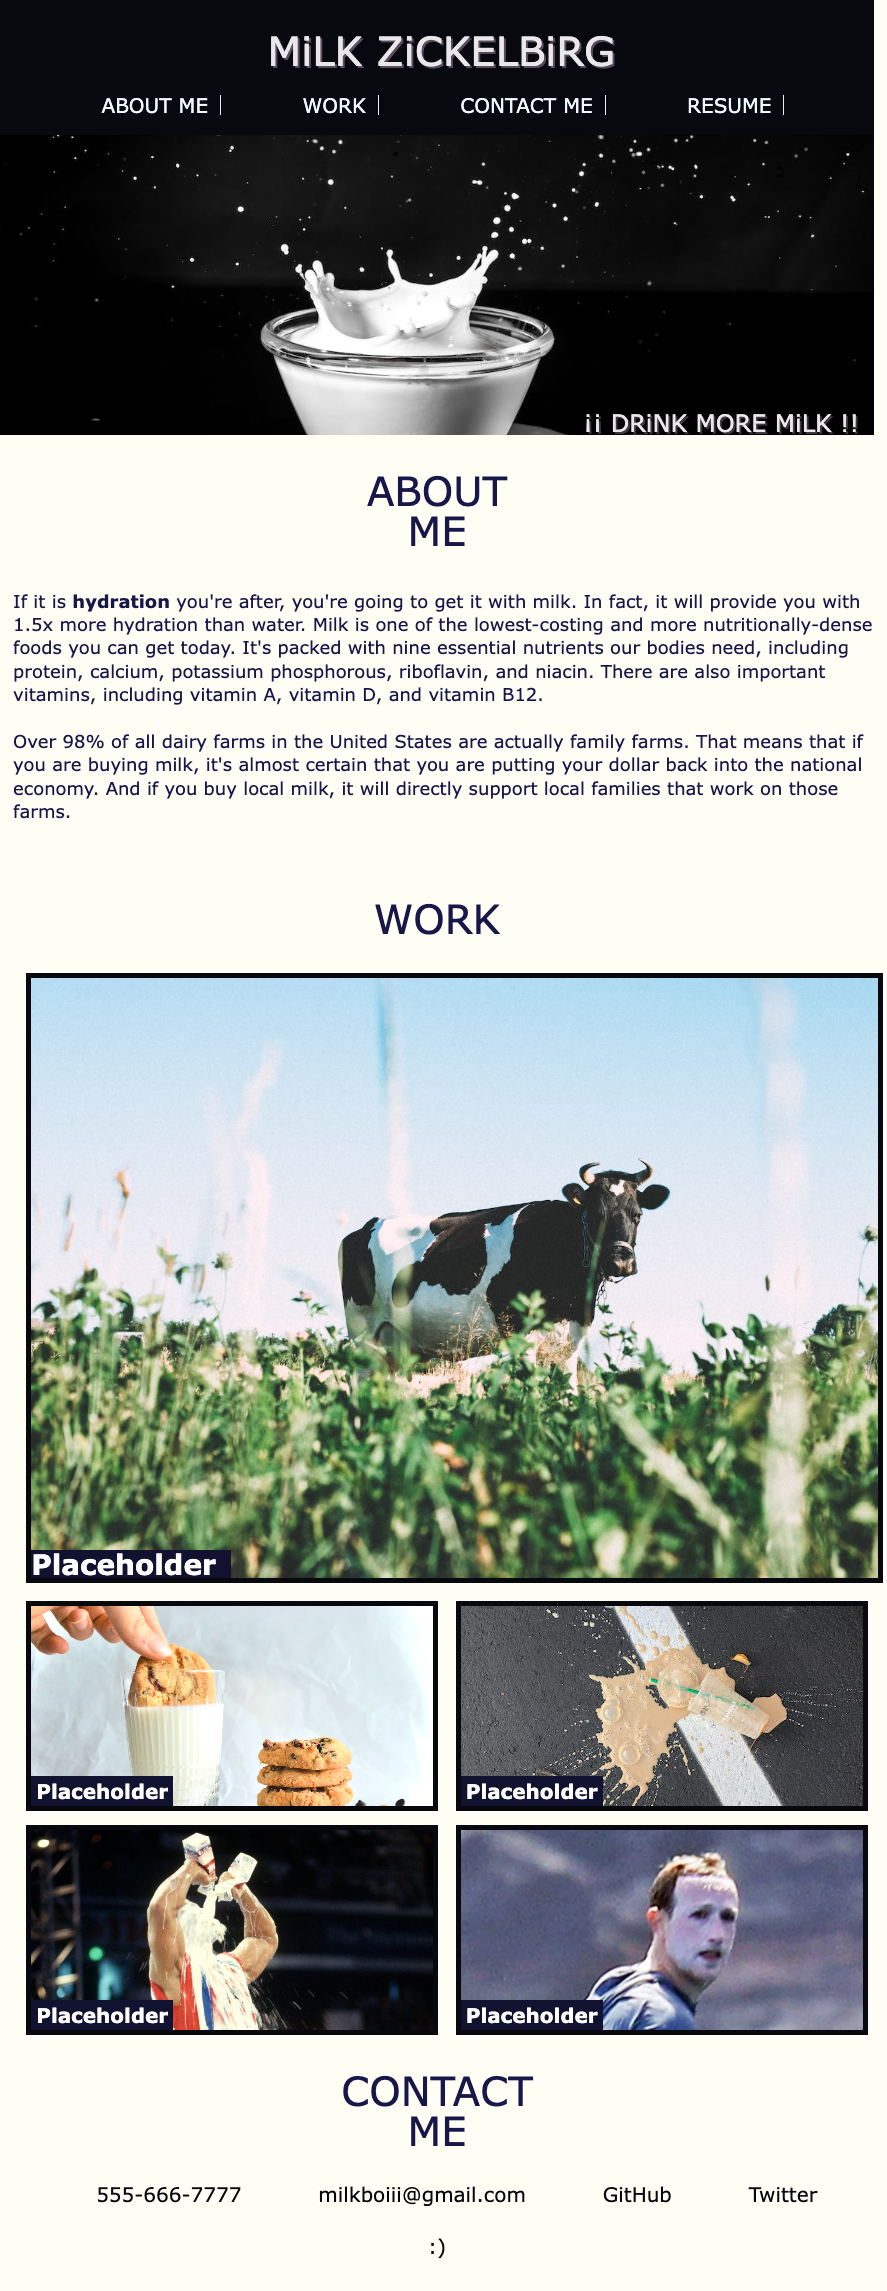 MiLK ZiCKELBiRG
ABOUT ME
WORK
CONTACT ME
RESUME
¡¡ DRiNK MORE MiLK !!
ABOUT
ME
If it is hydration you're after, you're going to get it with milk. In fact, it will provide you with
1.5x more hydration than water. Milk is one of the lowest-costing and more nutritionally-dense
foods you can get today. It's packed with nine essential nutrients our bodies need, including
protein, calcium, potassium phosphorous, riboflavin, and niacin. There are also important
vitamins, including vitamin A, vitamin D, and vitamin B12.
Over 98% of all dairy farms in the United States are actually family farms. That means that if
you are buying milk, it's almost certain that you are putting your dollar back into the national
economy. And if you buy local milk, it will directly support local families that work on those
farms.
WORK
Placeholder
Placeholder
Placeholder
Placeholder
Placeholder
CONTACT
ME
555-666-7777
milkboiii@gmail.com
GitHub
Twitter
:)